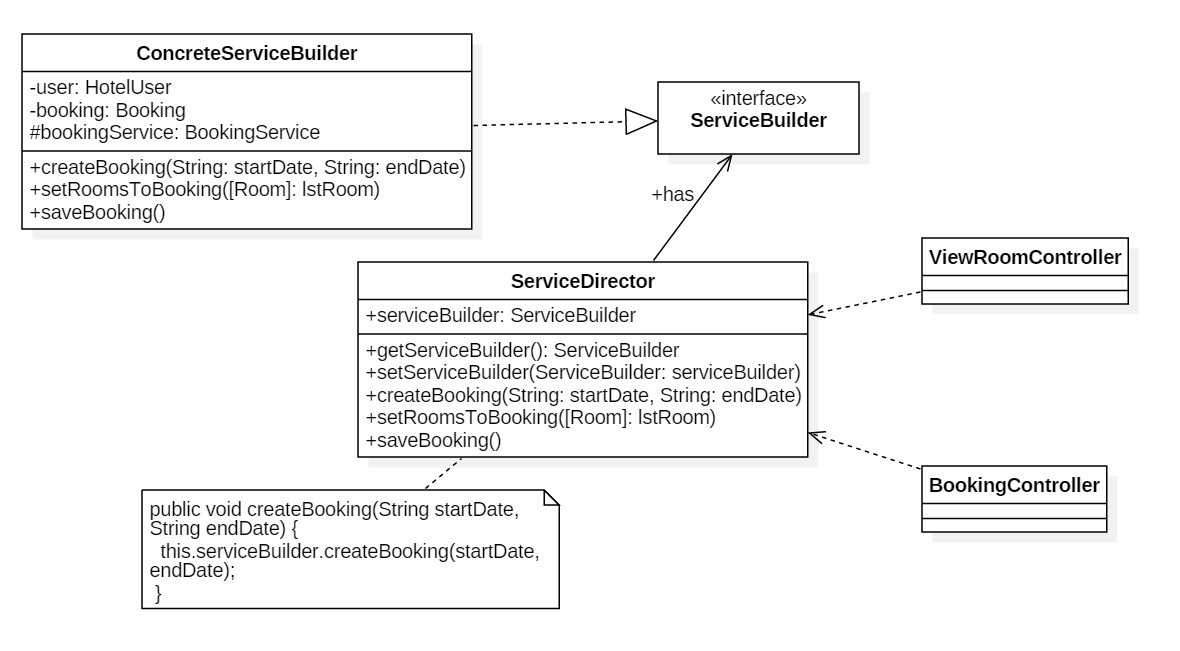 ConcreteServiceBuilder
-user: HotelUser
-booking: Booking
#bookingService: BookingService
+createBooking(String: startDate, String: endDate)
+setRoomsToBooking([Room]: lstRoom)
+saveBooking()
«interface»
ServiceBuilder
+has
ServiceDirector
+serviceBuilder: ServiceBuilder
+getServiceBuilder(): ServiceBuilder
+setServiceBuilder(ServiceBuilder: serviceBuilder)
+createBooking(String: startDate, String: endDate)
+setRoomsToBooking([Room]: lstRoom)
+saveBooking()
ViewRoomController
BookingController
public void createBooking(String startDate,
String endDate) {
this.serviceBuilder.createBooking(startDate,
endDate);
}